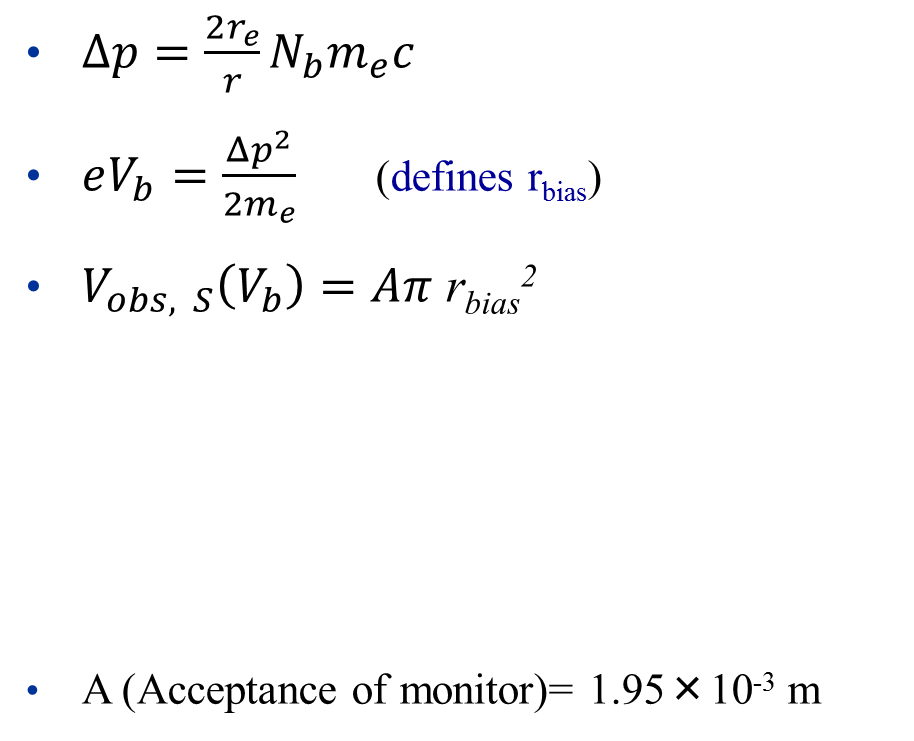 • Δp = 2r_e/r N_b m_e c
• eV_b = Δp²/2m_e (defines r_bias)
• V_obs, S(V_b) = Aπ r_bias²
• A (Acceptance of monitor)= 1.95 × 10⁻³ m